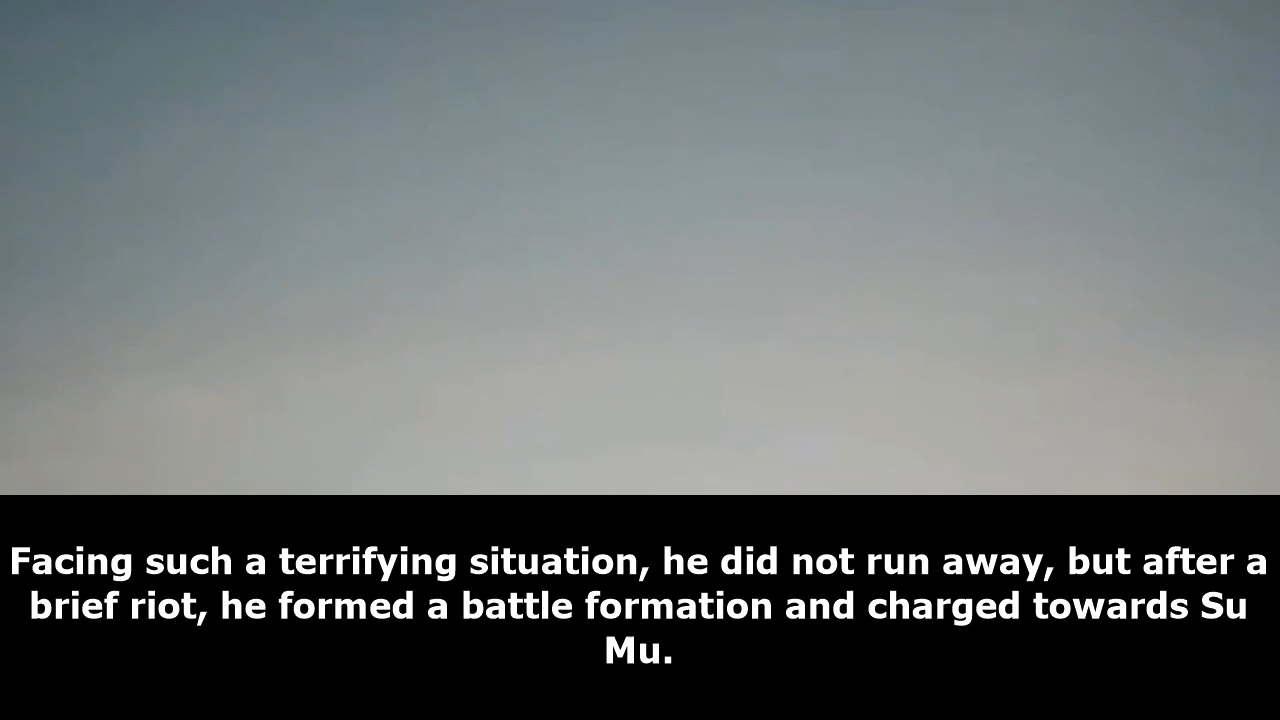 Facing such a terrifying situation, he did not run away, but after a
brief riot, he formed a battle formation and charged towards Su
Mu.